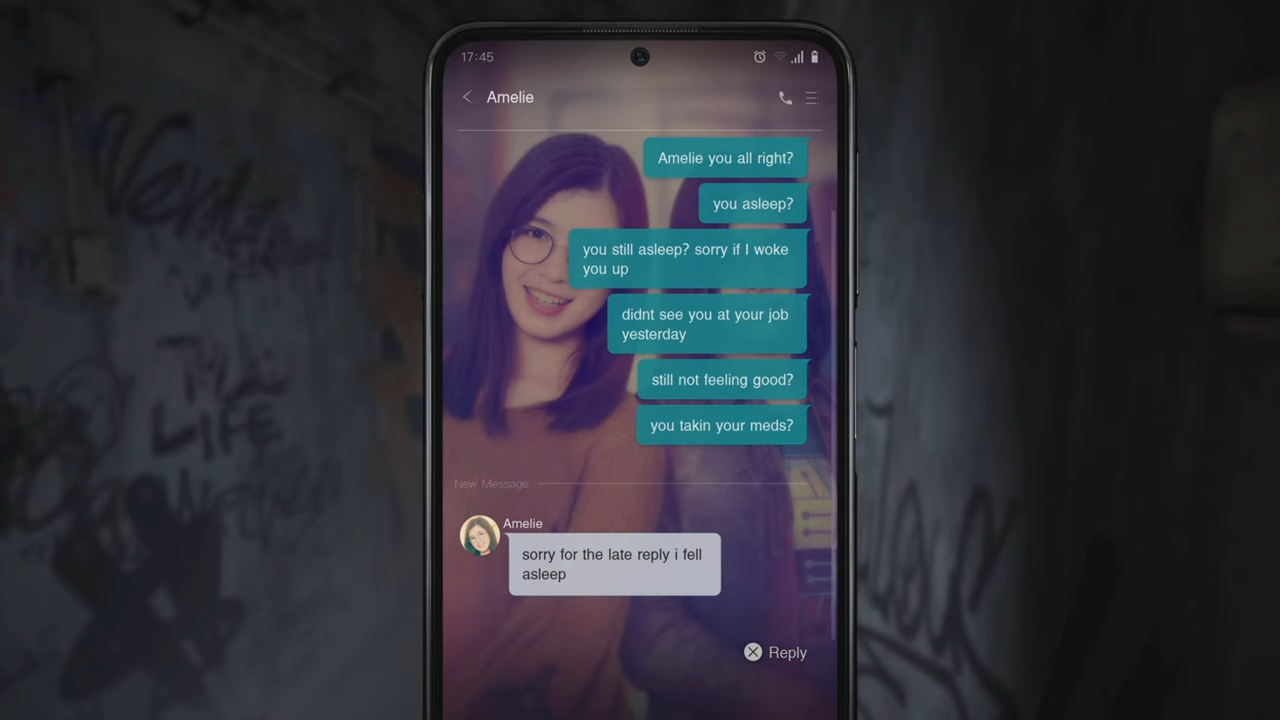 17:45
Amelie
Amelie you all right?
you asleep?
you still asleep? sorry if I woke
you up
didnt see you at your job
yesterday
still not feeling good?
you takin your meds?
New Message
Amelie
sorry for the late reply i fell
asleep
Reply
LIFE